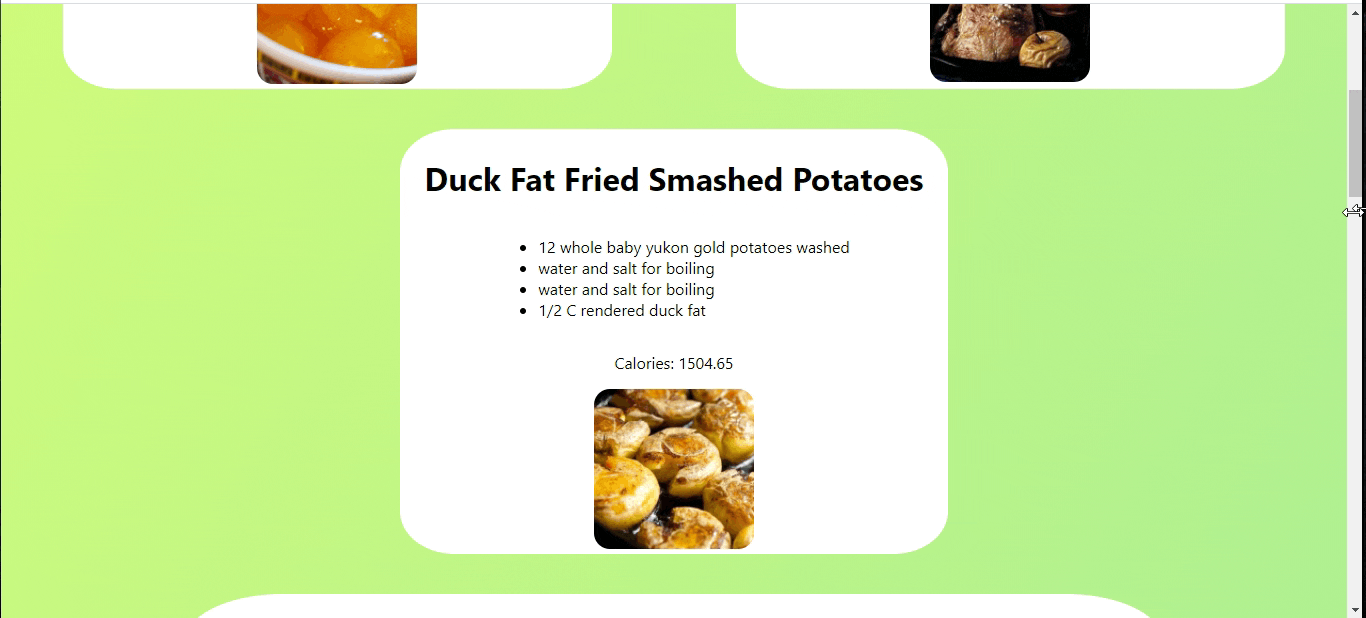 Duck Fat Fried Smashed Potatoes
12 whole baby yukon gold potatoes washed
water and salt for boiling
water and salt for boiling
1/2 C rendered duck fat
Calories: 1504.65